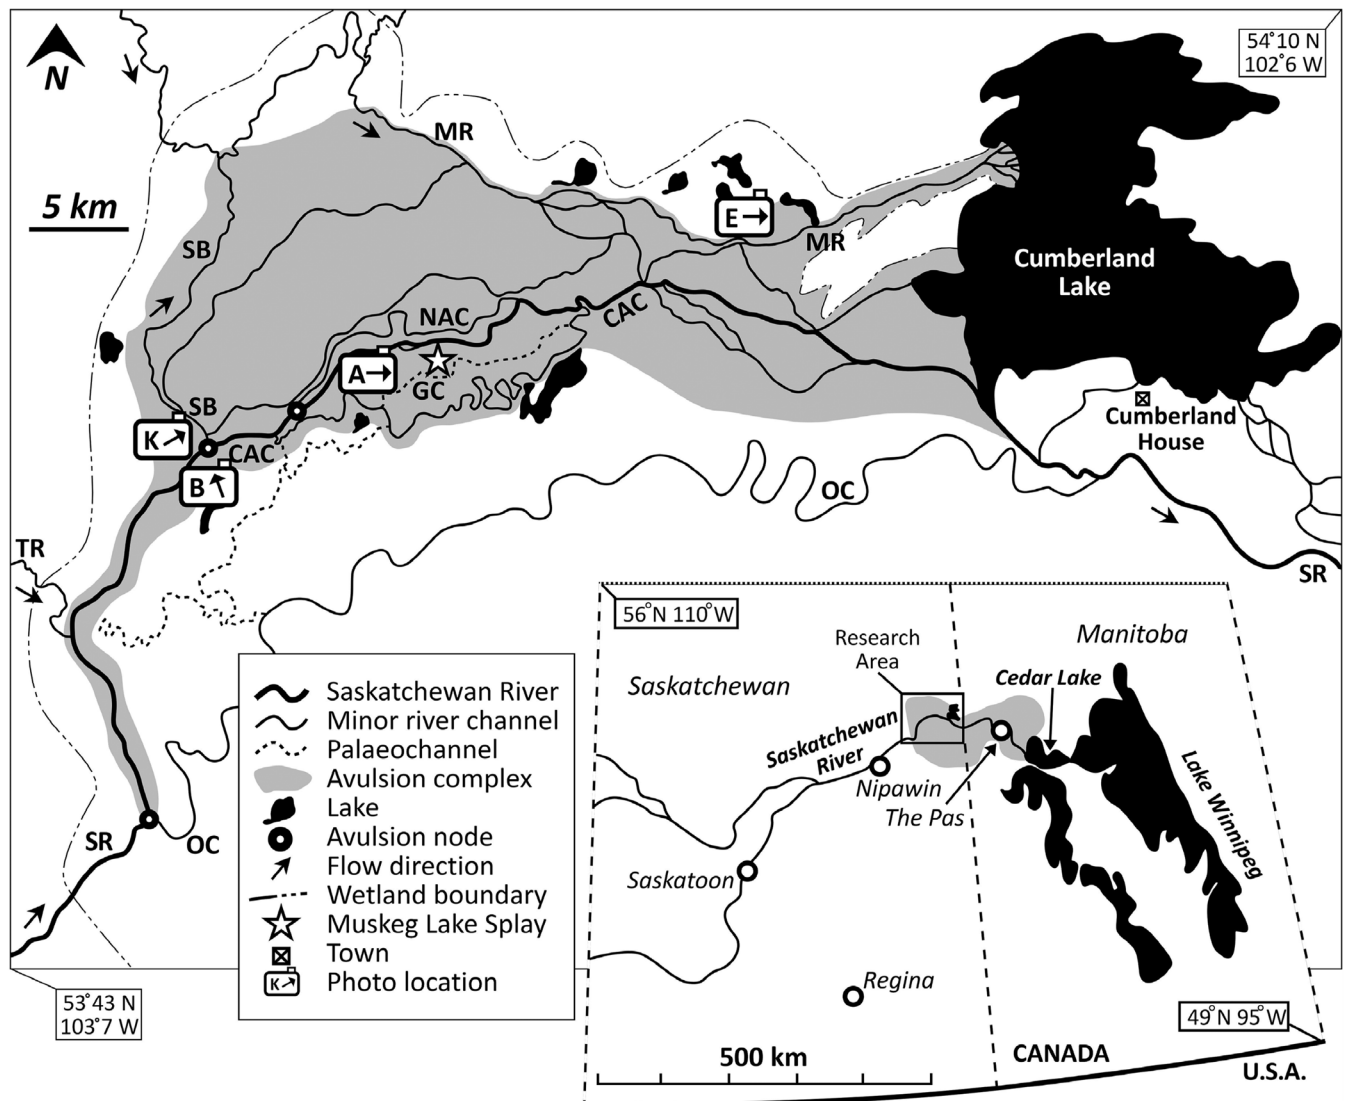 54°10 N
102°6 W
N
MR
5 km
E
SB
MR
Cumberland
Lake
NAC
CAC
A
GC
SB
K
CAC
B
Cumberland
House
OC
TR
SR
56°N 110°W
Research
Area
Manitoba
Saskatchewan
Cedar Lake
Saskatchewan
River
Lake Winnipeg
Nipawin
The Pas
Saskatoon
Regina
SR
OC
Saskatchewan River
Minor river channel
Palaeochannel
Avulsion complex
Lake
Avulsion node
Flow direction
Wetland boundary
Muskeg Lake Splay
Town
K
Photo location
53°43 N
103°7 W
49°N 95°W
500 km
CANADA
U.S.A.